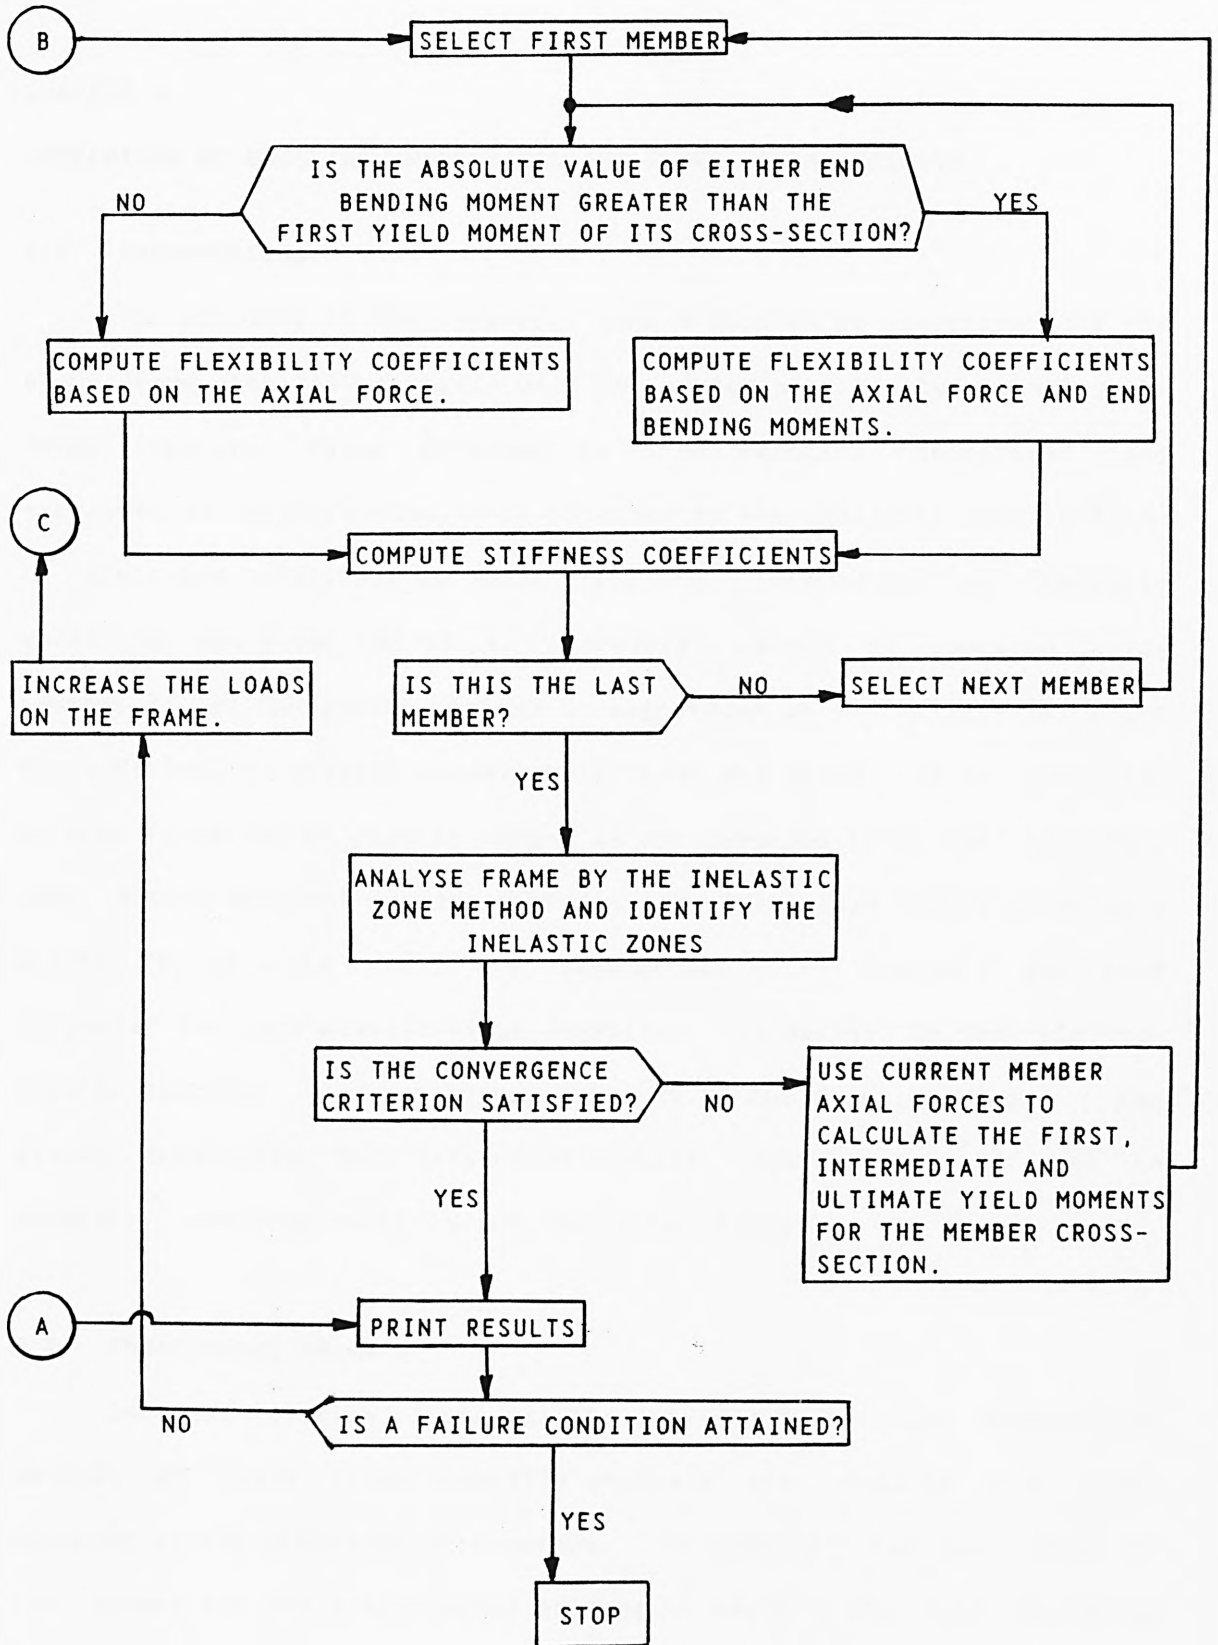 B
SELECT FIRST MEMBER
IS THE ABSOLUTE VALUE OF EITHER END
BENDING MOMENT GREATER THAN THE
FIRST YIELD MOMENT OF ITS CROSS-SECTION?
NO
YES
COMPUTE FLEXIBILITY COEFFICIENTS
BASED ON THE AXIAL FORCE.
COMPUTE FLEXIBILITY COEFFICIENTS
BASED ON THE AXIAL FORCE AND END
BENDING MOMENTS.
C
COMPUTE STIFFNESS COEFFICIENTS
INCREASE THE LOADS
ON THE FRAME.
IS THIS THE LAST
MEMBER?
NO
SELECT NEXT MEMBER
YES
ANALYSE FRAME BY THE INELASTIC
ZONE METHOD AND IDENTIFY THE
INELASTIC ZONES
IS THE CONVERGENCE
CRITERION SATISFIED?
NO
USE CURRENT MEMBER
AXIAL FORCES TO
CALCULATE THE FIRST,
INTERMEDIATE AND
ULTIMATE YIELD MOMENTS
FOR THE MEMBER CROSS-
SECTION.
YES
A
PRINT RESULTS
IS A FAILURE CONDITION ATTAINED?
NO
YES
STOP